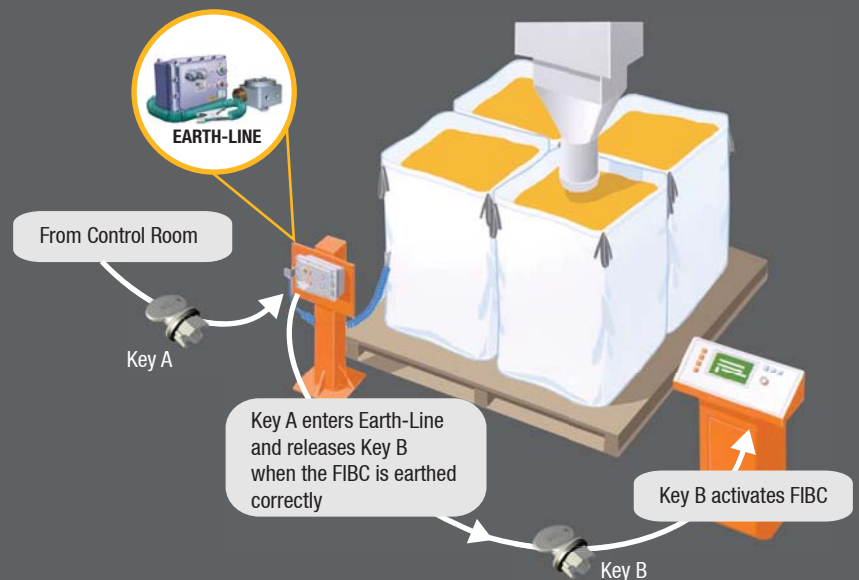 EARTH-LINE
From Control Room
Key A
Key A enters Earth-Line
and releases Key B
when the FIBC is earthed
correctly
Key B activates FIBC
Key B